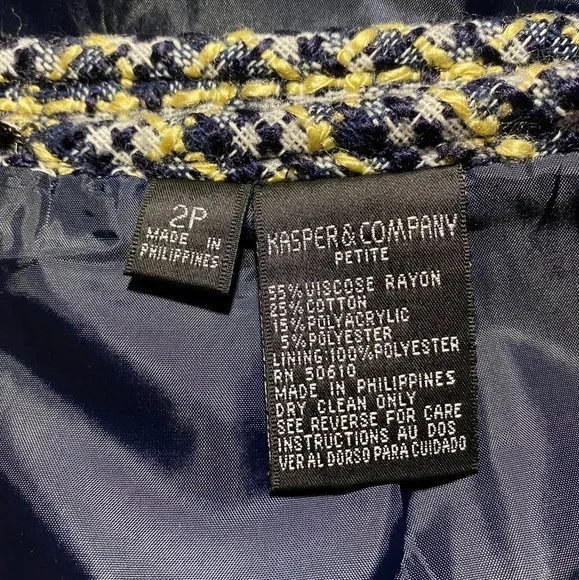 2P
MADE IN
PHILIPPINES
KASPER & COMPANY
PETITE
55% VISCOSE RAYON
25% COTTON
15% POLYACRYLIC
5% POLYESTER
LINING 100% POLYESTER
RN 50610
MADE IN PHILIPPINES
DRY CLEAN ONLY
SEE REVERSE FOR CARE
INSTRUCTIONS AU DOS
VER AL DORSO PARA CUIDADO